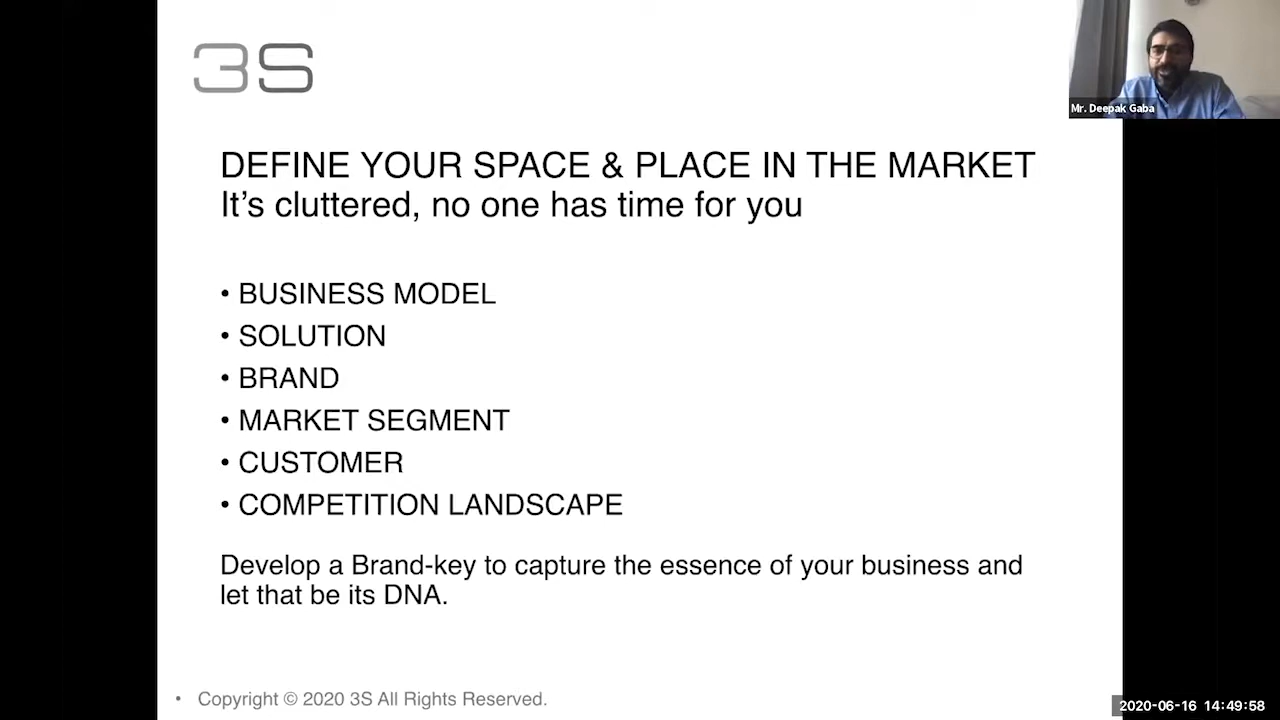 3S
Mr. Deepak Gaba
DEFINE YOUR SPACE & PLACE IN THE MARKET
It's cluttered, no one has time for you
• BUSINESS MODEL
• SOLUTION
• BRAND
• MARKET SEGMENT
• CUSTOMER
• COMPETITION LANDSCAPE
Develop a Brand-key to capture the essence of your business and
let that be its DNA.
• Copyright © 2020 3S All Rights Reserved.
2020-06-16 14:49:58